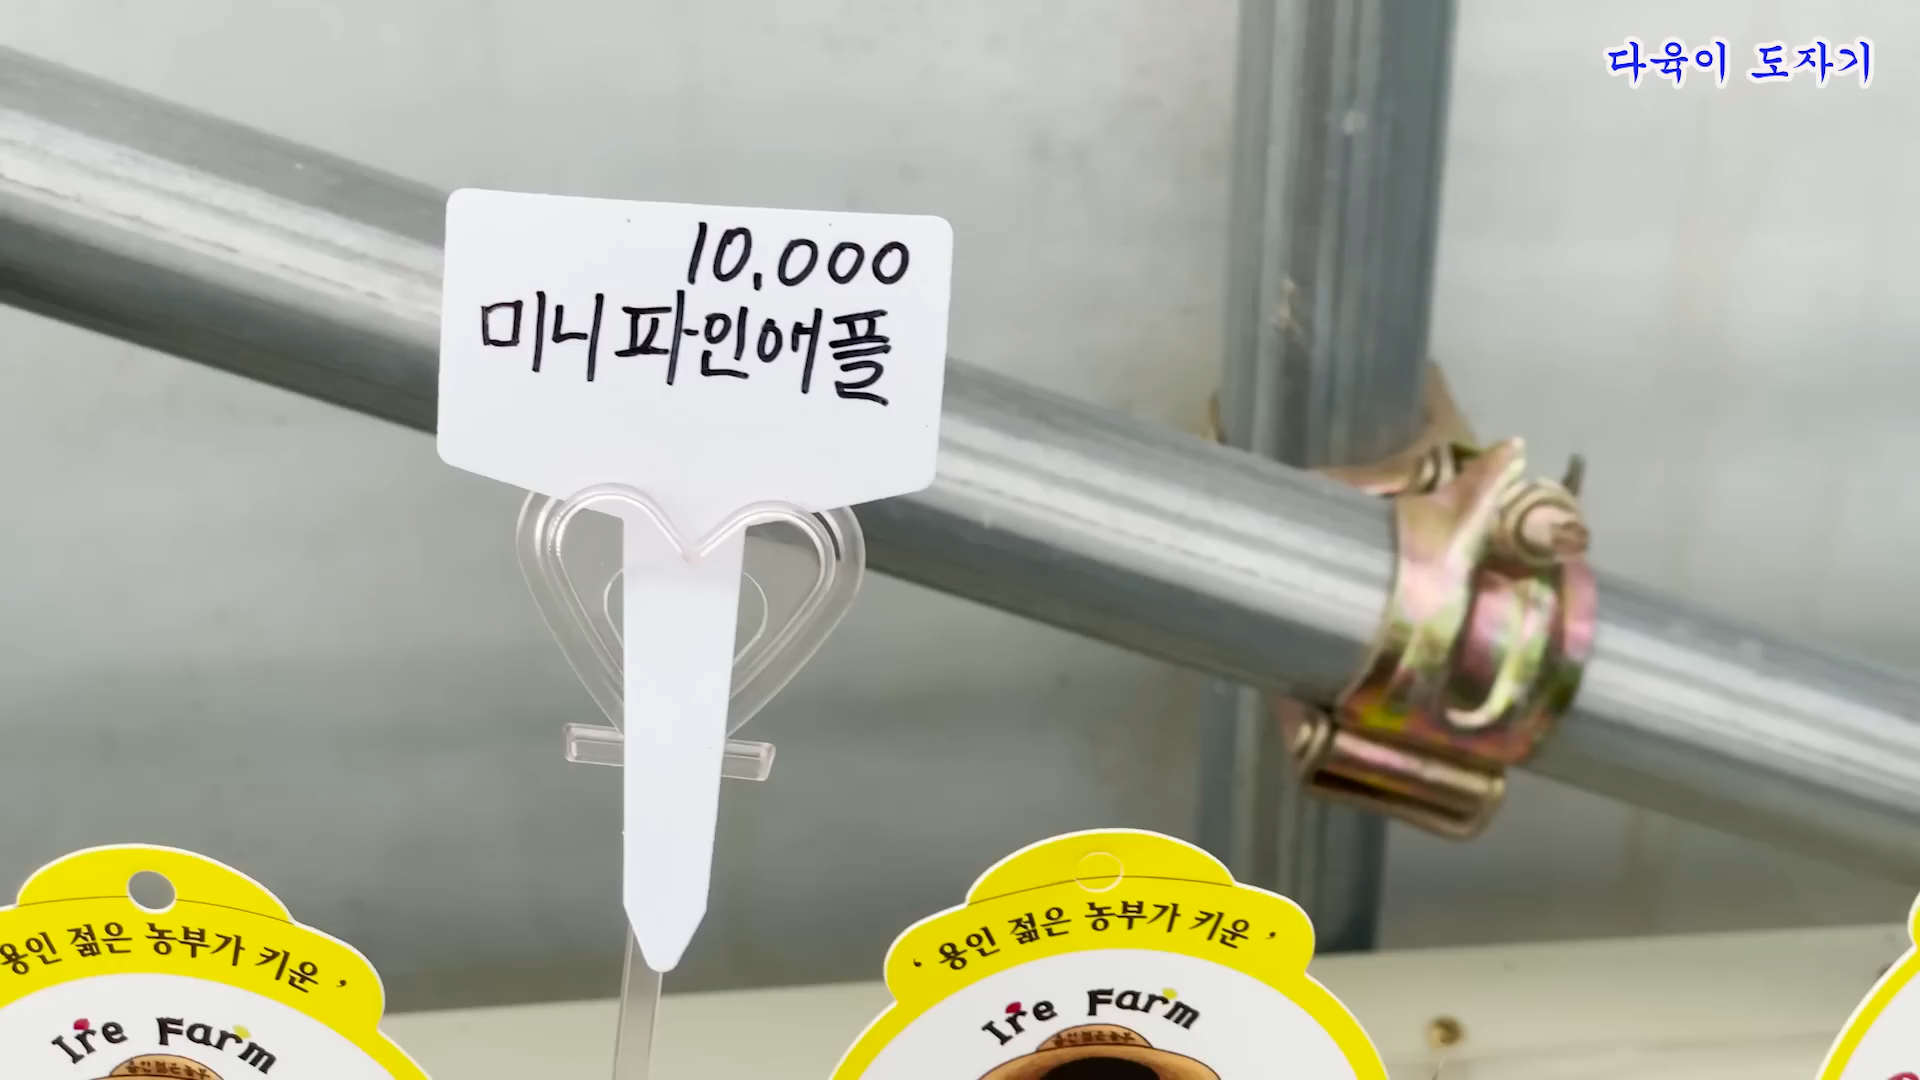 다육이 도자기
10,000
미니파인애플
용인 젊은 농부가 키운 ’
Ire Farm
‘ 용인 젊은 농부가 키운 ’
Ire Farm